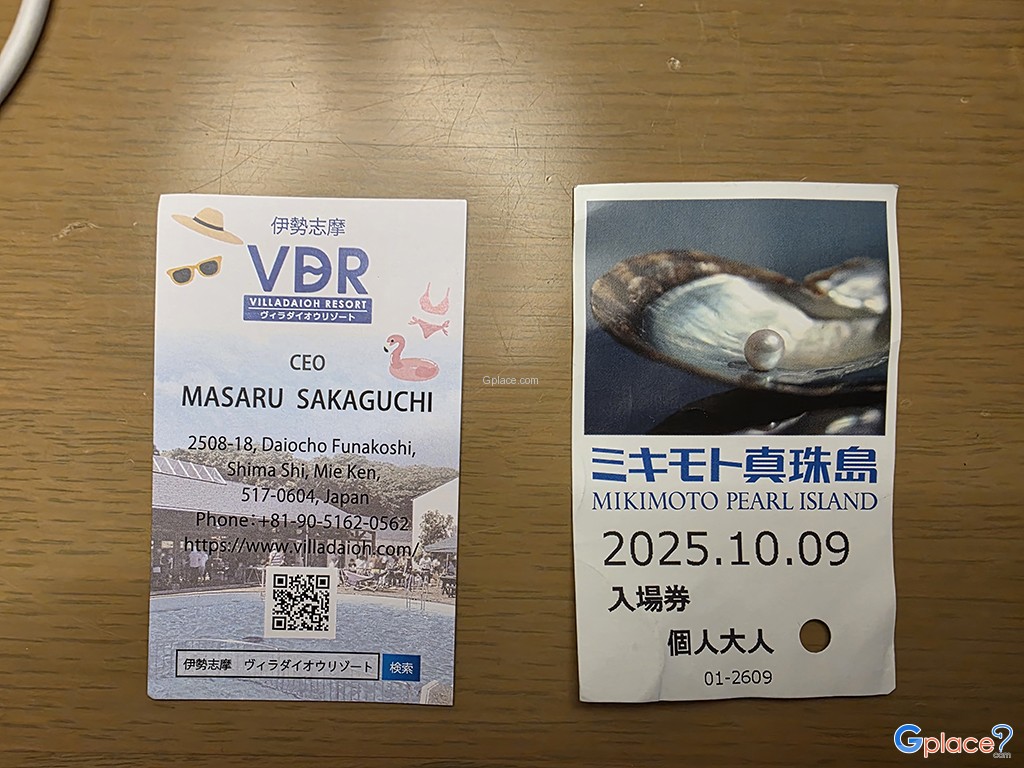 伊勢志摩
VDR
VILLADAIOH RESORT
ヴィラダイオウリゾート
CEO
MASARU SAKAGUCHI
2508-18, Daiocho Funakoshi,
Shima Shi, Mie Ken,
517-0604, Japan
Phone：+81-90-5162-0562
https://www.villadaioh.com/
伊勢志摩　ヴィラダイオウリゾート
検索
ミキモト真珠島
MIKIMOTO PEARL ISLAND
2025.10.09
入場券
個人大人
01-2609
Gplace.com
Gplace
.com